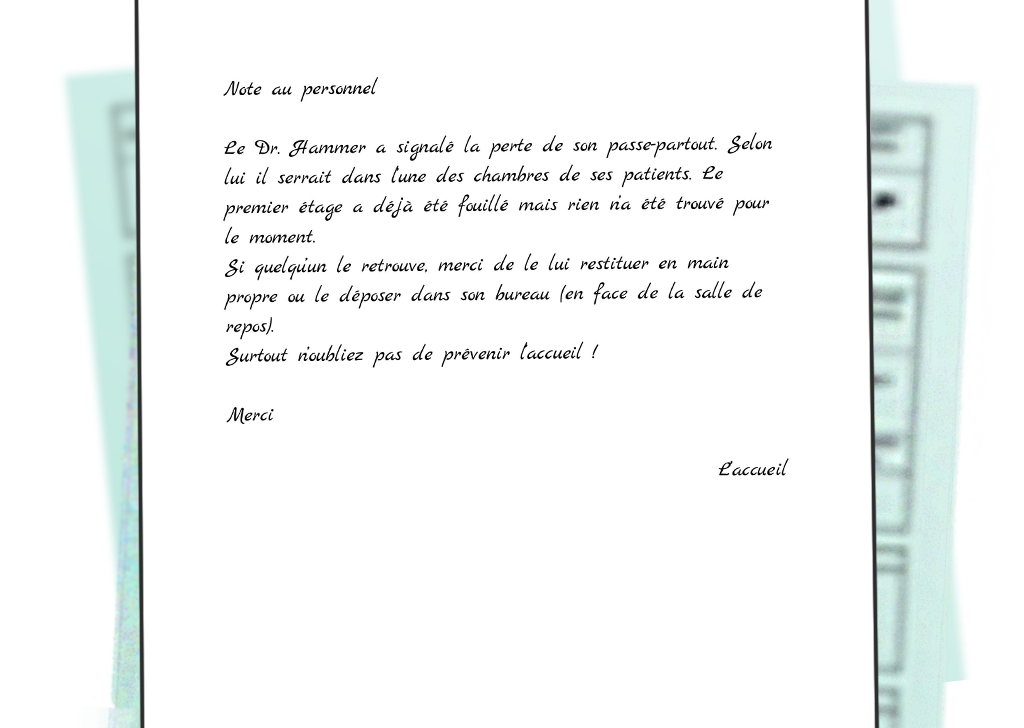 Note au personnel
Le Dr. Hammer a signalé la perte de son passe-partout. Selon
lui il serrait dans l'une des chambres de ses patients. Le
premier étage a déjà été fouillé mais rien n'a été trouvé pour
le moment.
Si quelqu'un le retrouve, merci de le lui restituer en main
propre ou le déposer dans son bureau (en face de la salle de
repos).
Surtout n'oubliez pas de prévenir l'accueil !
Merci
L'accueil